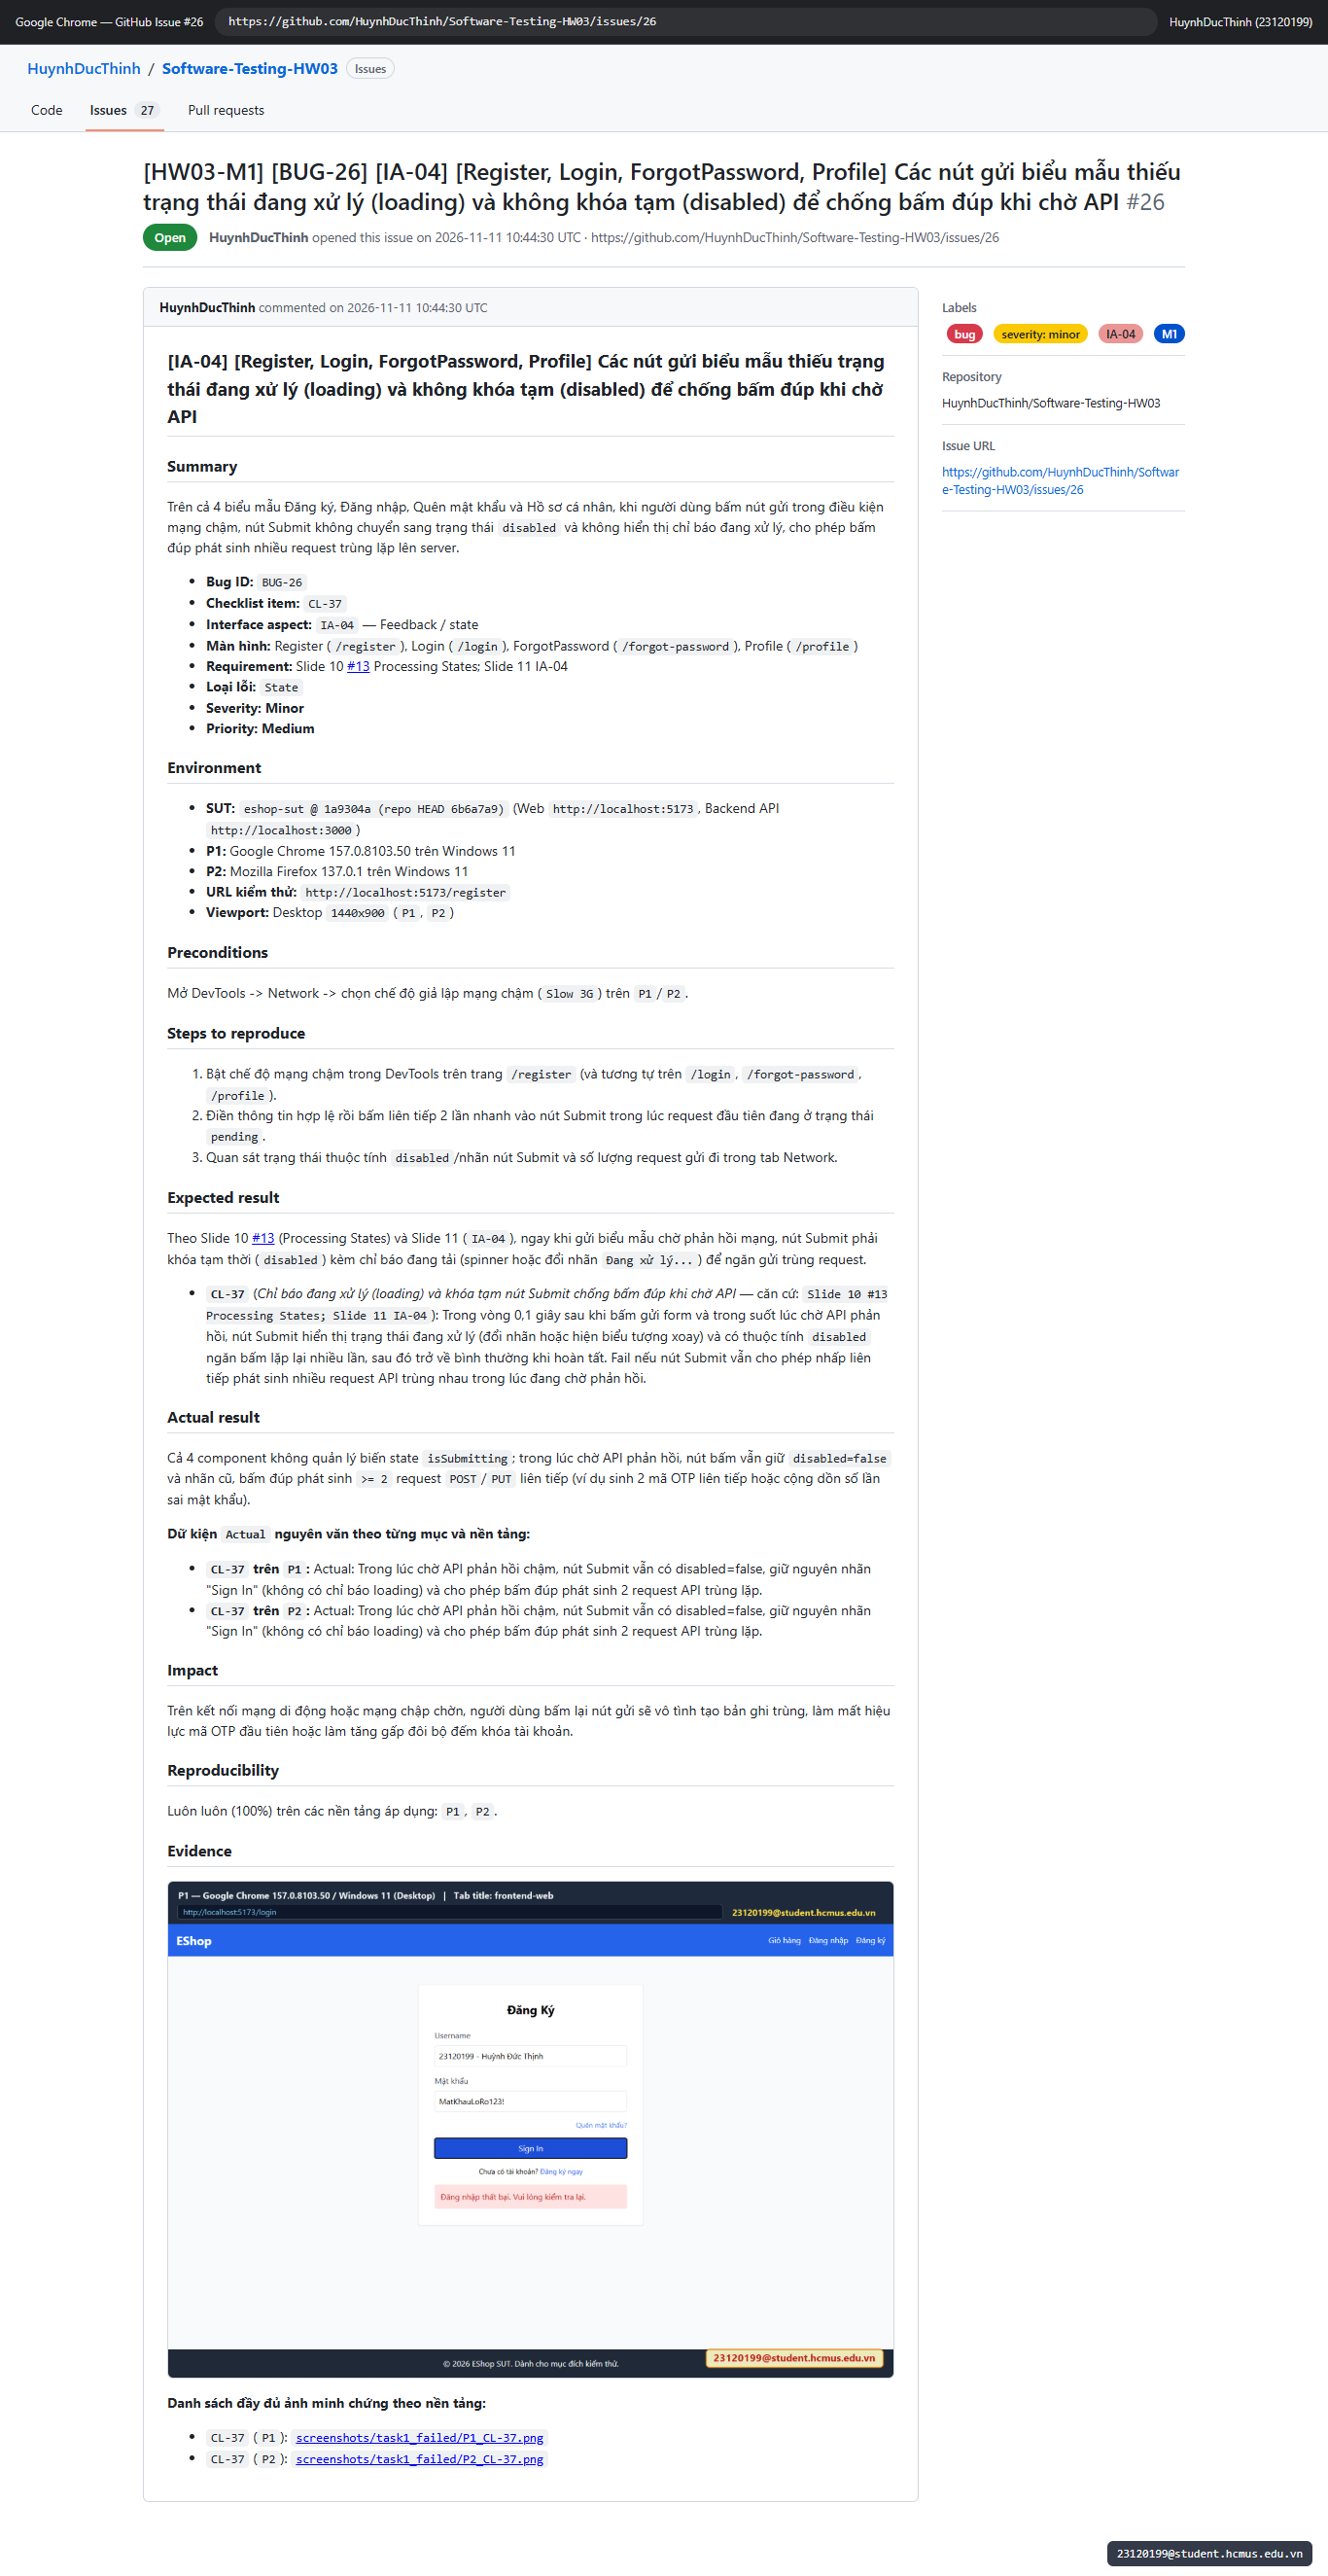 Google Chrome — GitHub Issue #26
https://github.com/HuynhDucThinh/Software-Testing-HW03/issues/26
HuynhDucThinh (23120199)
HuynhDucThinh / Software-Testing-HW03 Issues
Code Issues 27 Pull requests
[HW03-M1] [BUG-26] [IA-04] [Register, Login, ForgotPassword, Profile] Các nút gửi biểu mẫu thiếu
trạng thái đang xử lý (loading) và không khóa tạm (disabled) để chống bấm đúp khi chờ API #26
Open HuynhDucThinh opened this issue on 2026-11-11 10:44:30 UTC · https://github.com/HuynhDucThinh/Software-Testing-HW03/issues/26
HuynhDucThinh commented on 2026-11-11 10:44:30 UTC
[IA-04] [Register, Login, ForgotPassword, Profile] Các nút gửi biểu mẫu thiếu trạng
thái đang xử lý (loading) và không khóa tạm (disabled) để chống bấm đúp khi chờ
API
Summary
Trên cả 4 biểu mẫu Đăng ký, Đăng nhập, Quên mật khẩu và Hồ sơ cá nhân, khi người dùng bấm nút gửi trong điều kiện
mạng chậm, nút Submit không chuyển sang trạng thái disabled và không hiển thị chỉ báo đang xử lý, cho phép bấm
đúp phát sinh nhiều request trùng lặp lên server.
• Bug ID: BUG-26
• Checklist item: CL-37
• Interface aspect: IA-04 — Feedback / state
• Màn hình: Register ( /register ), Login ( /login ), ForgotPassword ( /forgot-password ), Profile ( /profile )
• Requirement: Slide 10 #13 Processing States; Slide 11 IA-04
• Loại lỗi: State
• Severity: Minor
• Priority: Medium
Environment
• SUT: eshop-sut @ 1a9304a (repo HEAD 6b6a7a9) (Web http://localhost:5173 , Backend API
http://localhost:3000 )
• P1: Google Chrome 157.0.8103.50 trên Windows 11
• P2: Mozilla Firefox 137.0.1 trên Windows 11
• URL kiểm thử: http://localhost:5173/register
• Viewport: Desktop 1440x900 ( P1 , P2 )
Preconditions
Mở DevTools -> Network -> chọn chế độ giả lập mạng chậm ( Slow 3G ) trên P1 / P2 .
Steps to reproduce
1. Bật chế độ mạng chậm trong DevTools trên trang /register (và tương tự trên /login , /forgot-password ,
/profile ).
2. Điền thông tin hợp lệ rồi bấm liên tiếp 2 lần nhanh vào nút Submit trong lúc request đầu tiên đang ở trạng thái
pending .
3. Quan sát trạng thái thuộc tính disabled /nhãn nút Submit và số lượng request gửi đi trong tab Network.
Expected result
Theo Slide 10 #13 (Processing States) và Slide 11 ( IA-04 ), ngay khi gửi biểu mẫu chờ phản hồi mạng, nút Submit phải
khóa tạm thời ( disabled ) kèm chỉ báo đang tải (spinner hoặc đổi nhãn Đang xử lý... ) để ngăn gửi trùng request.
• CL-37 (Chỉ báo đang xử lý (loading) và khóa tạm nút Submit chống bấm đúp khi chờ API — căn cứ: Slide 10 #13
Processing States; Slide 11 IA-04 ): Trong vòng 0,1 giây sau khi bấm gửi form và trong suốt lúc chờ API phản
hồi, nút Submit hiển thị trạng thái đang xử lý (đổi nhãn hoặc hiện biểu tượng xoay) và có thuộc tính disabled
ngăn bấm lặp lại nhiều lần, sau đó trở về bình thường khi hoàn tất. Fail nếu nút Submit vẫn cho phép nhấp liên
tiếp phát sinh nhiều request API trùng nhau trong lúc đang chờ phản hồi.
Actual result
Cả 4 component không quản lý biến state isSubmitting ; trong lúc chờ API phản hồi, nút bấm vẫn giữ disabled=false
và nhãn cũ, bấm đúp phát sinh >= 2 request POST / PUT liên tiếp (ví dụ sinh 2 mã OTP liên tiếp hoặc cộng dồn số lần
sai mật khẩu).
Dữ kiện Actual nguyên văn theo từng mục và nền tảng:
• CL-37 trên P1 : Actual: Trong lúc chờ API phản hồi chậm, nút Submit vẫn có disabled=false, giữ nguyên nhãn
"Sign In" (không có chỉ báo loading) và cho phép bấm đúp phát sinh 2 request API trùng lặp.
• CL-37 trên P2 : Actual: Trong lúc chờ API phản hồi chậm, nút Submit vẫn có disabled=false, giữ nguyên nhãn
"Sign In" (không có chỉ báo loading) và cho phép bấm đúp phát sinh 2 request API trùng lặp.
Impact
Trên kết nối mạng di động hoặc mạng chập chờn, người dùng bấm lại nút gửi sẽ vô tình tạo bản ghi trùng, làm mất hiệu
lực mã OTP đầu tiên hoặc làm tăng gấp đôi bộ đếm khóa tài khoản.
Reproducibility
Luôn luôn (100%) trên các nền tảng áp dụng: P1 , P2 .
Evidence
P1 — Google Chrome 157.0.8103.50 / Windows 11 (Desktop) | Tab title: frontend-web
http://localhost:5173/login
23120199@student.hcmus.edu.vn
EShop Giỏ hàng Đăng nhập Đăng ký
Đăng Ký
Username
23120199 - Huỳnh Đức Thịnh
Mật khẩu
MatKhauLoRo123!
Quên mật khẩu?
Sign In
Chưa có tài khoản? Đăng ký ngay
Đăng nhập thất bại. Vui lòng kiểm tra lại.
© 2026 EShop SUT. Dành cho mục đích kiểm thử.
23120199@student.hcmus.edu.vn
Danh sách đầy đủ ảnh minh chứng theo nền tảng:
• CL-37 ( P1 ): screenshots/task1_failed/P1_CL-37.png
• CL-37 ( P2 ): screenshots/task1_failed/P2_CL-37.png
Labels
bug severity: minor IA-04 M1
Repository
HuynhDucThinh/Software-Testing-HW03
Issue URL
https://github.com/HuynhDucThinh/Softwar
e-Testing-HW03/issues/26
23120199@student.hcmus.edu.vn